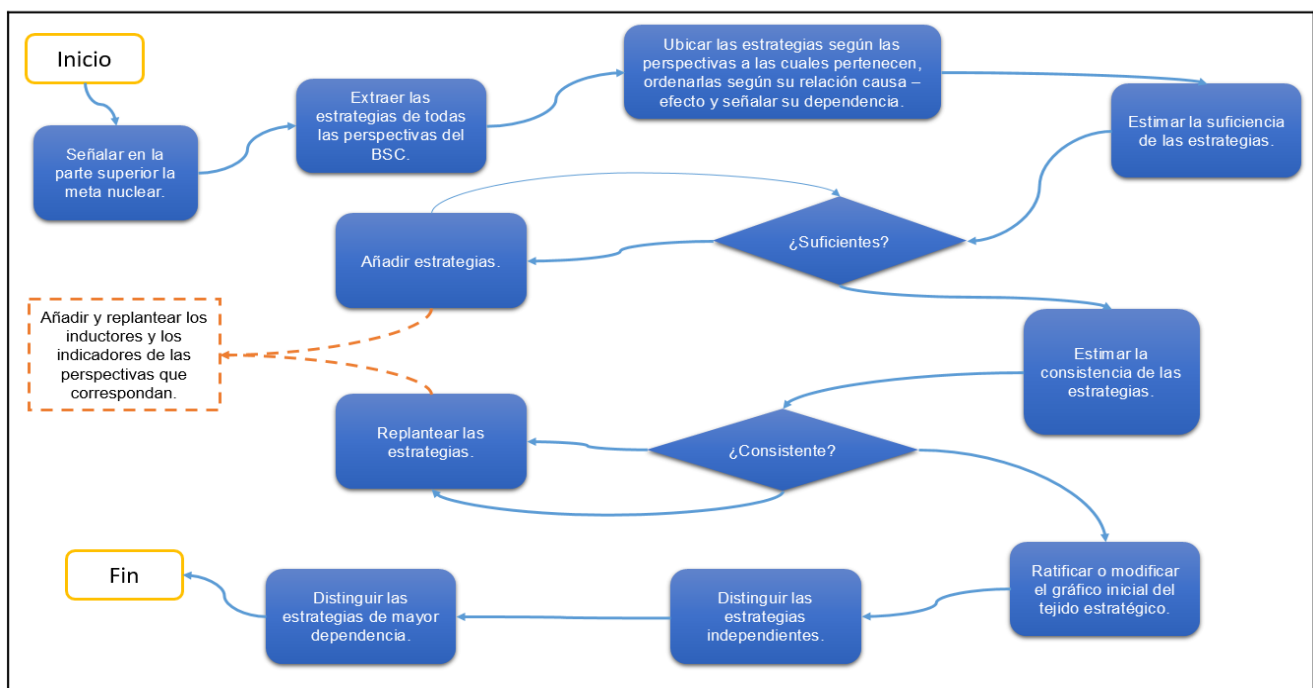 Inicio
Señalar en la
parte superior la
meta nuclear.
Extraer las
estrategias de todas
las perspectivas del
BSC.
Ubicar las estrategias según las
perspectivas a las cuales pertenecen,
ordenarlas según su relación causa –
efecto y señalar su dependencia.
Estimar la suficiencia
de las estrategias.
¿Suficientes?
Añadir estrategias.
Añadir y replantear los
inductores y los
indicadores de las
perspectivas que
correspondan.
Estimar la
consistencia de las
estrategias.
¿Consistente?
Replantear las
estrategias.
Ratificar o modificar
el gráfico inicial del
tejido estratégico.
Distinguir las
estrategias
independientes.
Distinguir las
estrategias de mayor
dependencia.
Fin